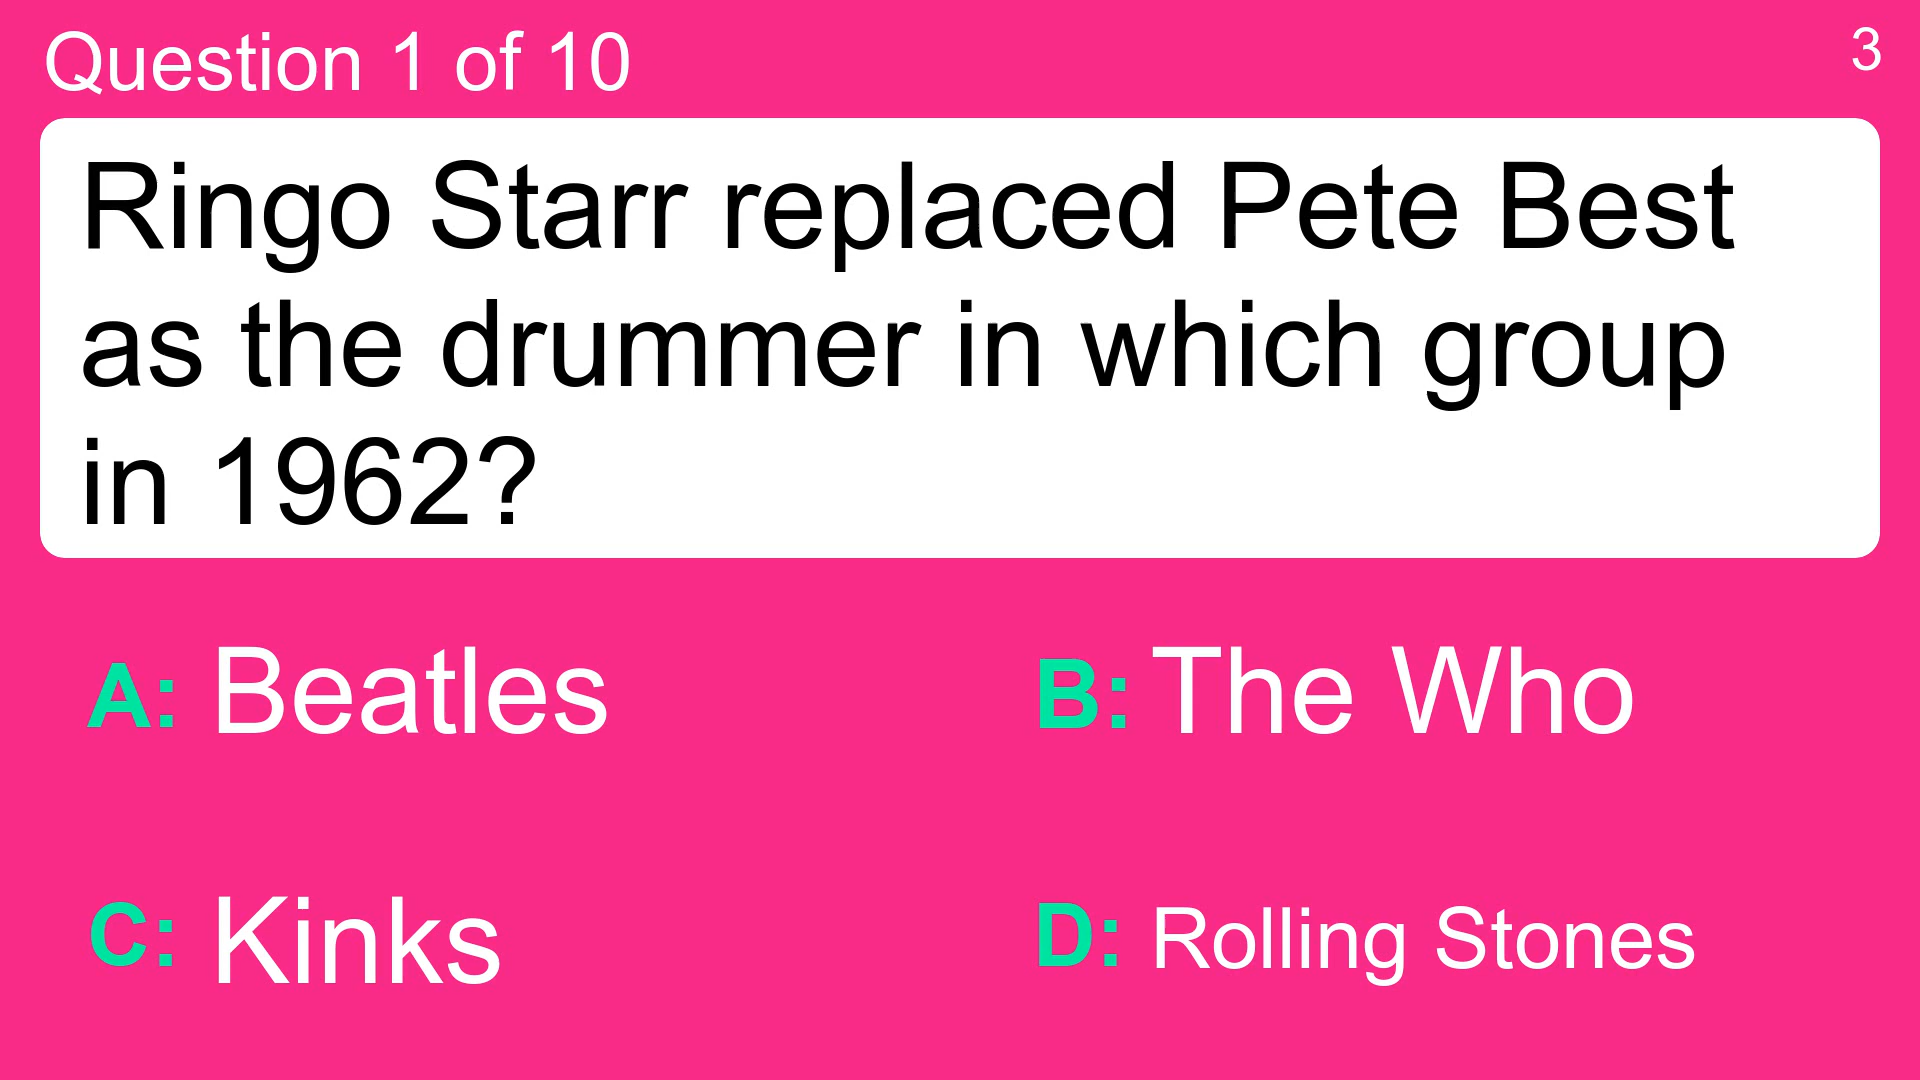 Question 1 of 10
3
Ringo Starr replaced Pete Best
as the drummer in which group
in 1962?
A: Beatles
B: The Who
C: Kinks
D: Rolling Stones